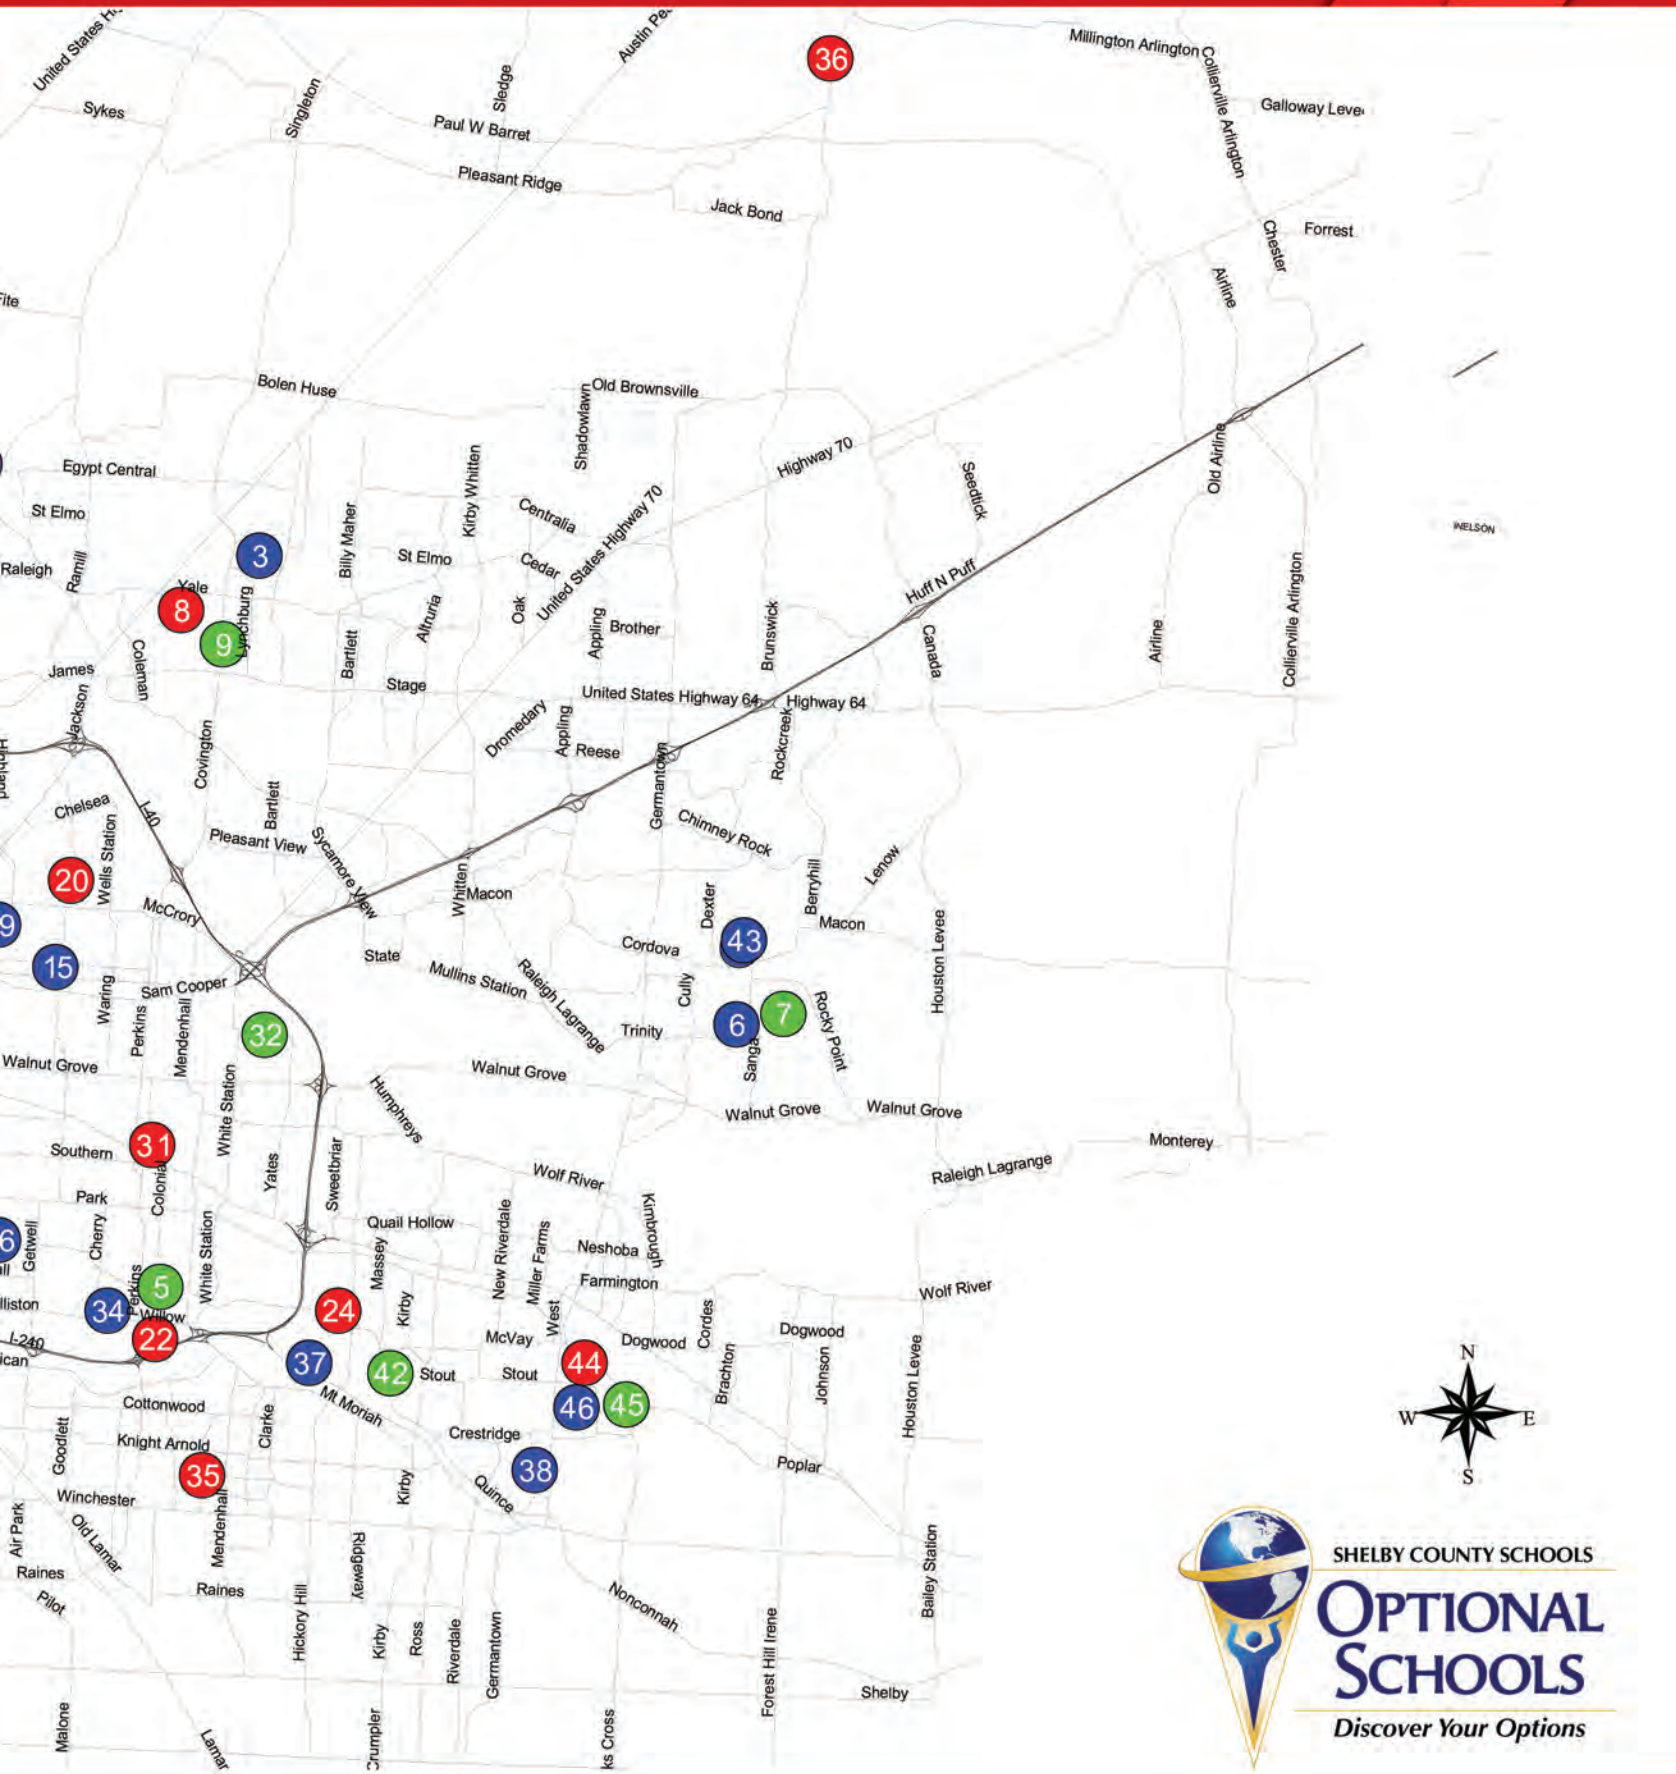 Austin
36
Millington Arlington
Collierville Arlington
Galloway
Sykes
Singleton
Sledge
Paul W Barret
Pleasant Ridge
Jack Bond
Chester
Forrest
Airline
Bolen Huse
Old Brownsville
Shadowlawn
Egypt Central
Kirby Whitten
Highway 70
Old Airline
Seedtick
St Elmo
Centralia
Billy Maher
United States Highway 70
NELSON
3
St Elmo
Cedar
Raleigh
Ramill
Yale
8
Lynchburg
Oak
Huff N Puff
Altruria
Appling
Brother
Brunswick
Canada
Airline
Collierville Arlington
9
Coleman
Bartlett
James
Stage
United States Highway 64
Highway 64
Jackson
Dromedary
Appling
Reese
Rockcreek
Covington
Germantown
Chelsea
I-40
Bartlett
Pleasant View
Sycamore View
Chimney Rock
Wells Station
20
Whitten
Macon
Berryhill
Lenow
McCrory
Dexter
Macon
9
43
Houston Levee
State
Cordova
15
Mullins Station
Raleigh Lagrange
Sam Cooper
Cully
Waring
Perkins
Mendenhall
32
Trinity
6
7
Rocky Point
Sanga
Walnut Grove
Walnut Grove
Humphreys
White Station
Walnut Grove
Walnut Grove
31
Southern
Monterey
Colonial
Yates
Sweetbriar
Wolf River
Raleigh Lagrange
Park
Kimbrough
Cherry
Getwell
White Station
Quail Hollow
New Riverdale
Miller Farms
Neshoba
6
Massey
Farmington
Wolf River
5
Perkins
34
Willow
22
24
Kirby
West
Cordes
McVay
Dogwood
Dogwood
I-240
37
42
Stout
Stout
44
Brachton
Johnson
Houston Levee
N
W
E
S
46
45
Cottonwood
Mt Moriah
Clarke
Crestridge
Goodlett
Knight Arnold
35
38
Poplar
Winchester
Kirby
Quince
Air Park
Old Lamar
Mendenhall
Ridgeway
Bailey Station
SHELBY COUNTY SCHOOLS
OPTIONAL
SCHOOLS
Discover Your Options
Raines
Pilot
Raines
Hickory Hill
Kirby
Ross
Riverdale
Germantown
Nonconnah
Forest Hill Irene
Shelby
Malone
Lamar
Crumpler
ks Cross